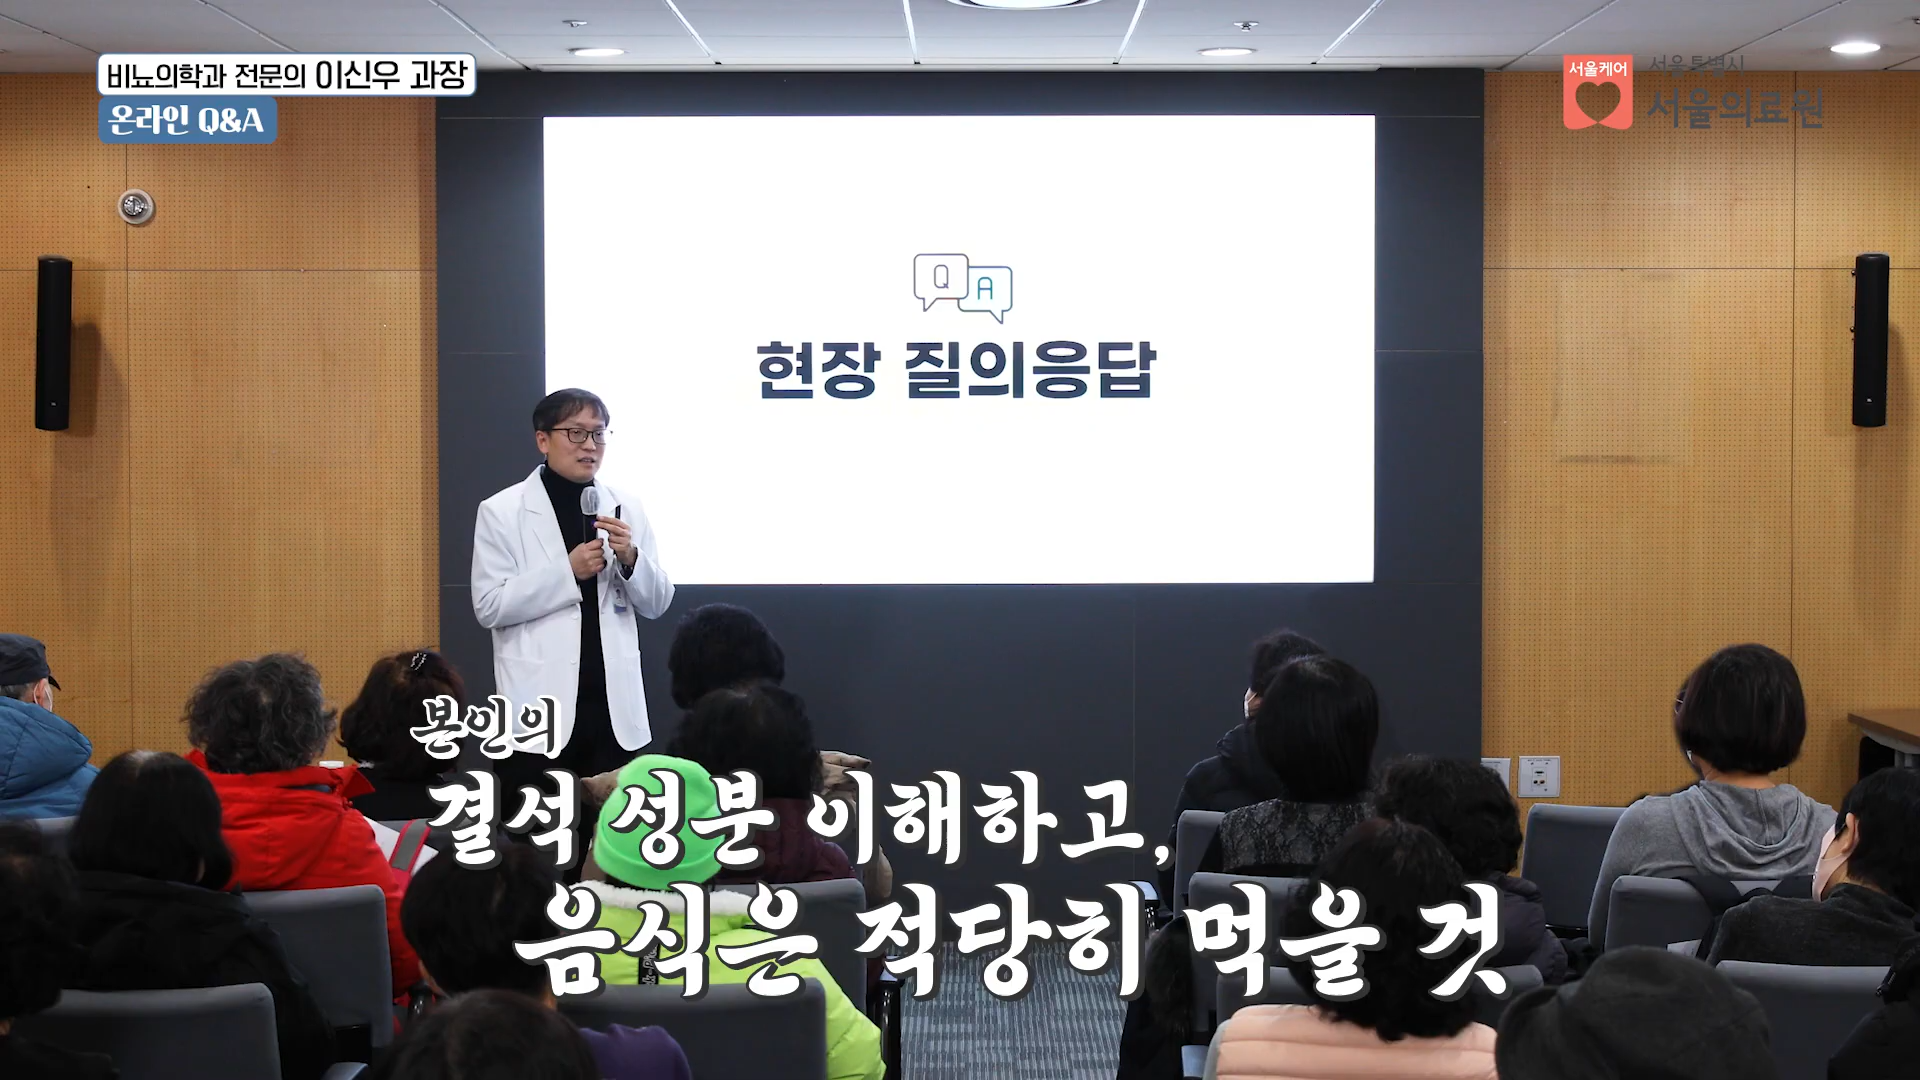 비뇨의학과 전문의 이신우 과장
온라인 Q&A
서울케어
서울특별시
서울의료원
Q A
현장 질의응답
본인의
결석 성분 이해하고,
음식은 적당히 먹을 것